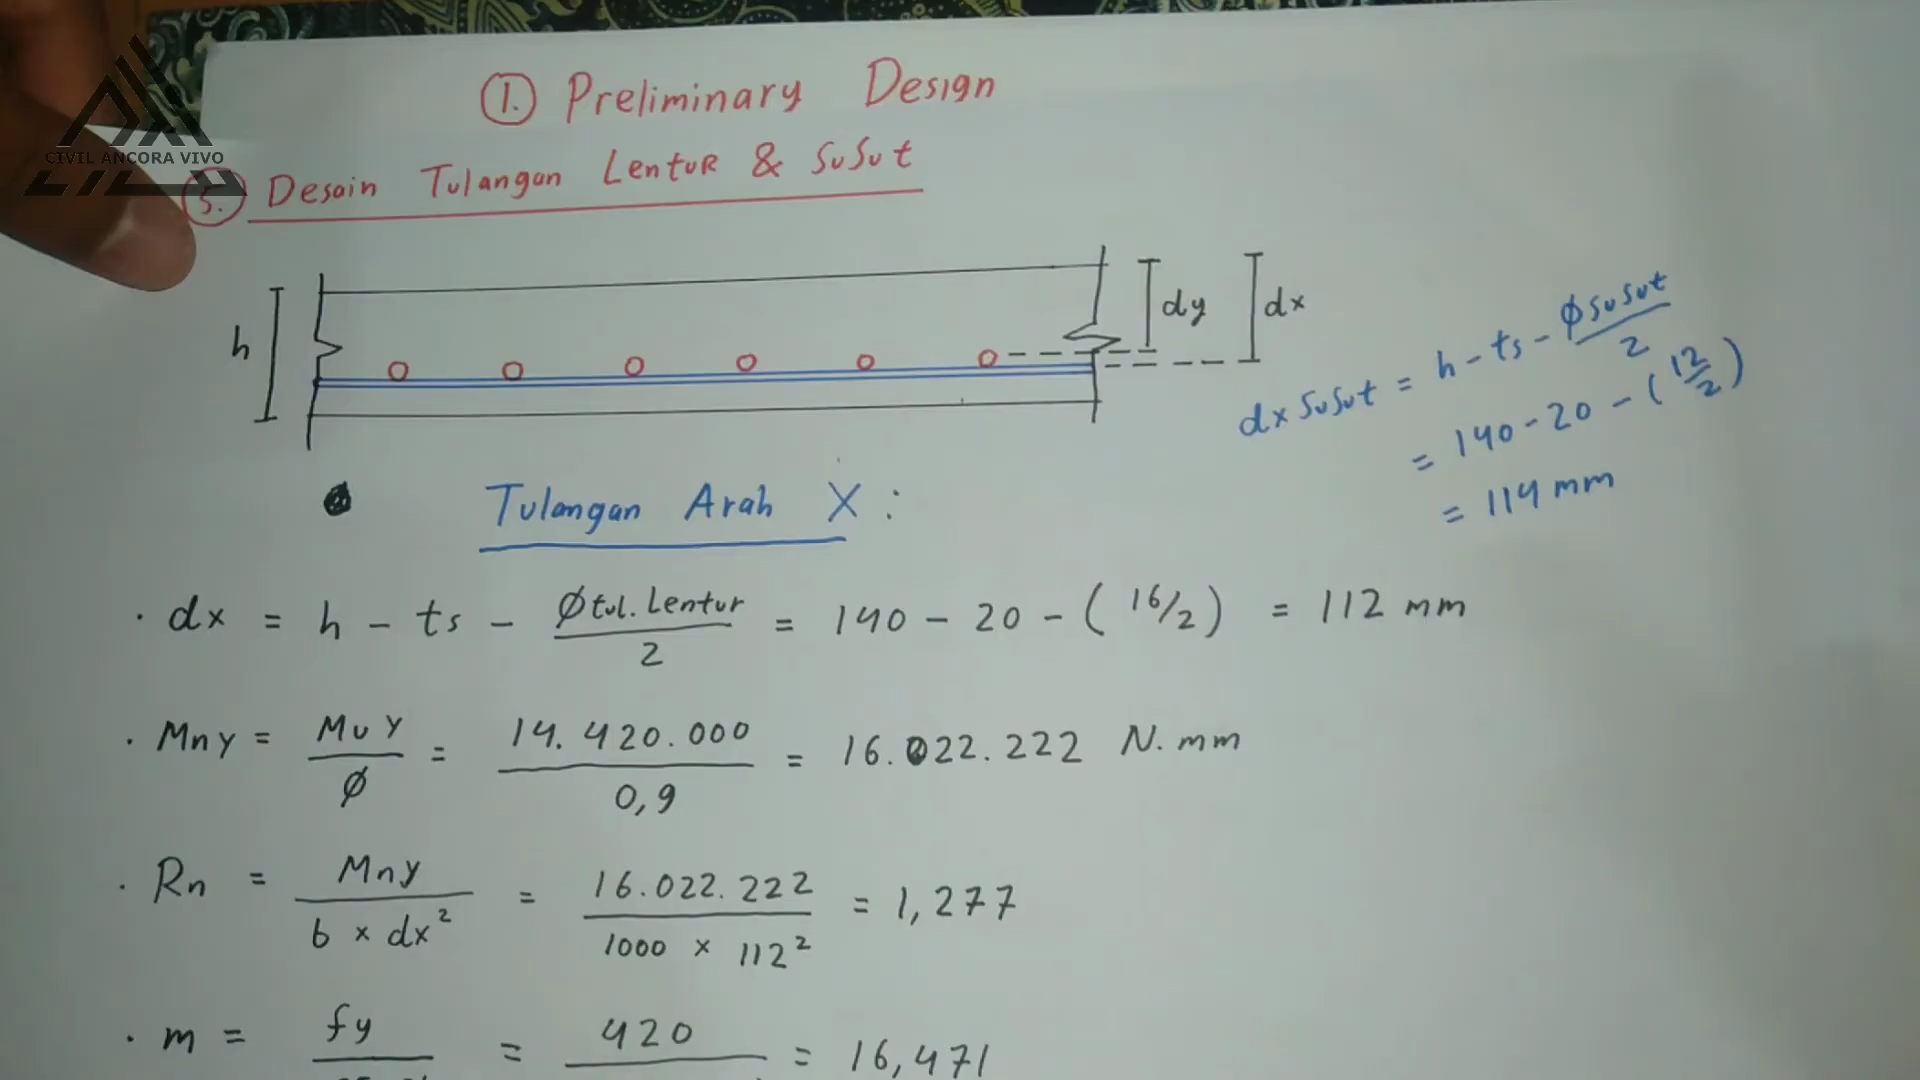 CIVIL ANCORA VIVO
1. Preliminary Design
5. Desain Tulangan Lentur & Susut
h
dy
dx
dx susut = h - ts - Ø susut / 2
= 140 - 20 - (12/2)
= 114 mm
Tulangan Arah X :
· dx = h - ts - Ø tul. Lentur / 2 = 140 - 20 - (16/2) = 112 mm
· Mny = Muy / Ø = 14.420.000 / 0,9 = 16.022.222 N.mm
· Rn = Mny / b x dx² = 16.022.222 / 1000 x 112² = 1,277
· m = fy = 420 = 16,471